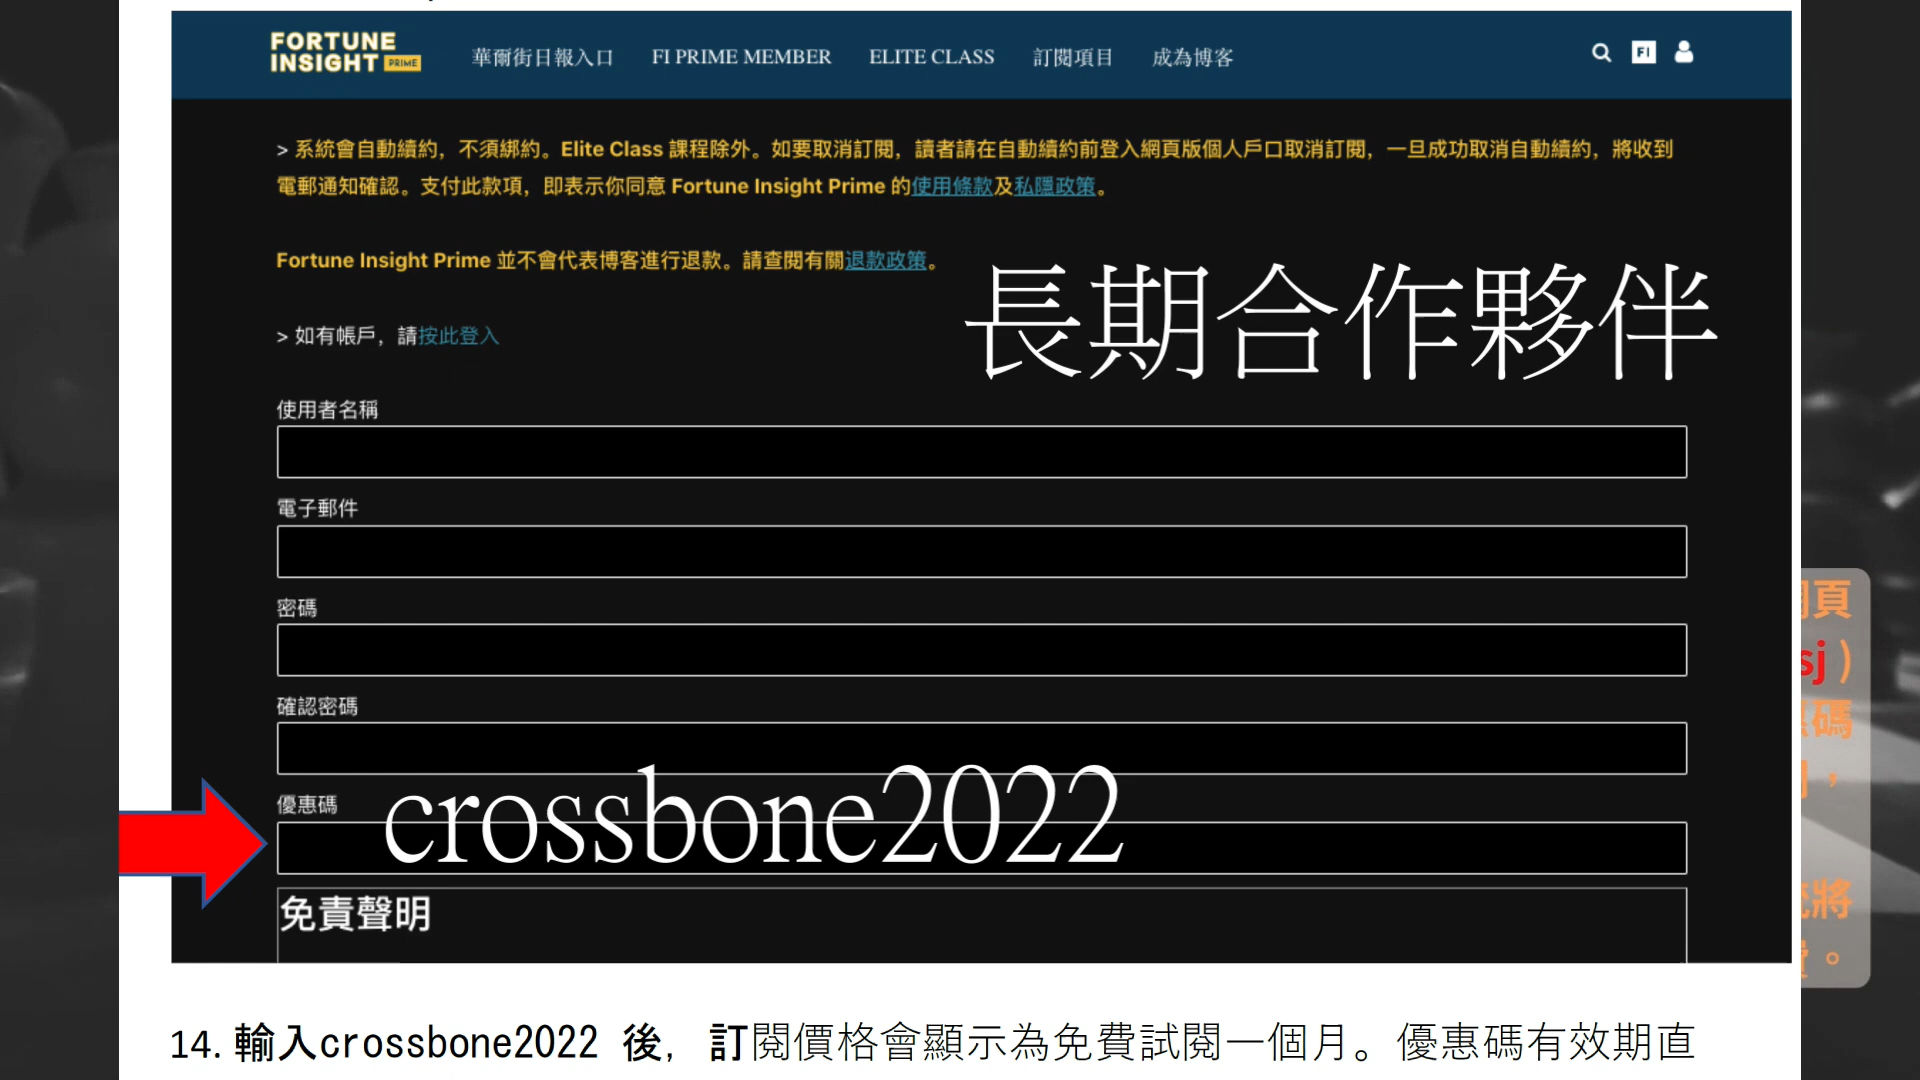 FORTUNE
INSIGHT PRIME
華爾街日報入口 FI PRIME MEMBER ELITE CLASS 訂閱項目 成為博客
FI
> 系統會自動續約，不須綁約。Elite Class 課程除外。如要取消訂閱，讀者請在自動續約前登入網頁版個人戶口取消訂閱，一旦成功取消自動續約，將收到
電郵通知確認。支付此款項，即表示你同意 Fortune Insight Prime 的使用條款及私隱政策。
Fortune Insight Prime 並不會代表博客進行退款。請查閱有關退款政策。
長期合作夥伴
> 如有帳戶，請按此登入
使用者名稱
電子郵件
密碼
確認密碼
優惠碼
crossbone2022
免責聲明
頁
sj )
碼
，
將
。
14. 輸入crossbone2022 後，訂閱價格會顯示為免費試閱一個月。優惠碼有效期直